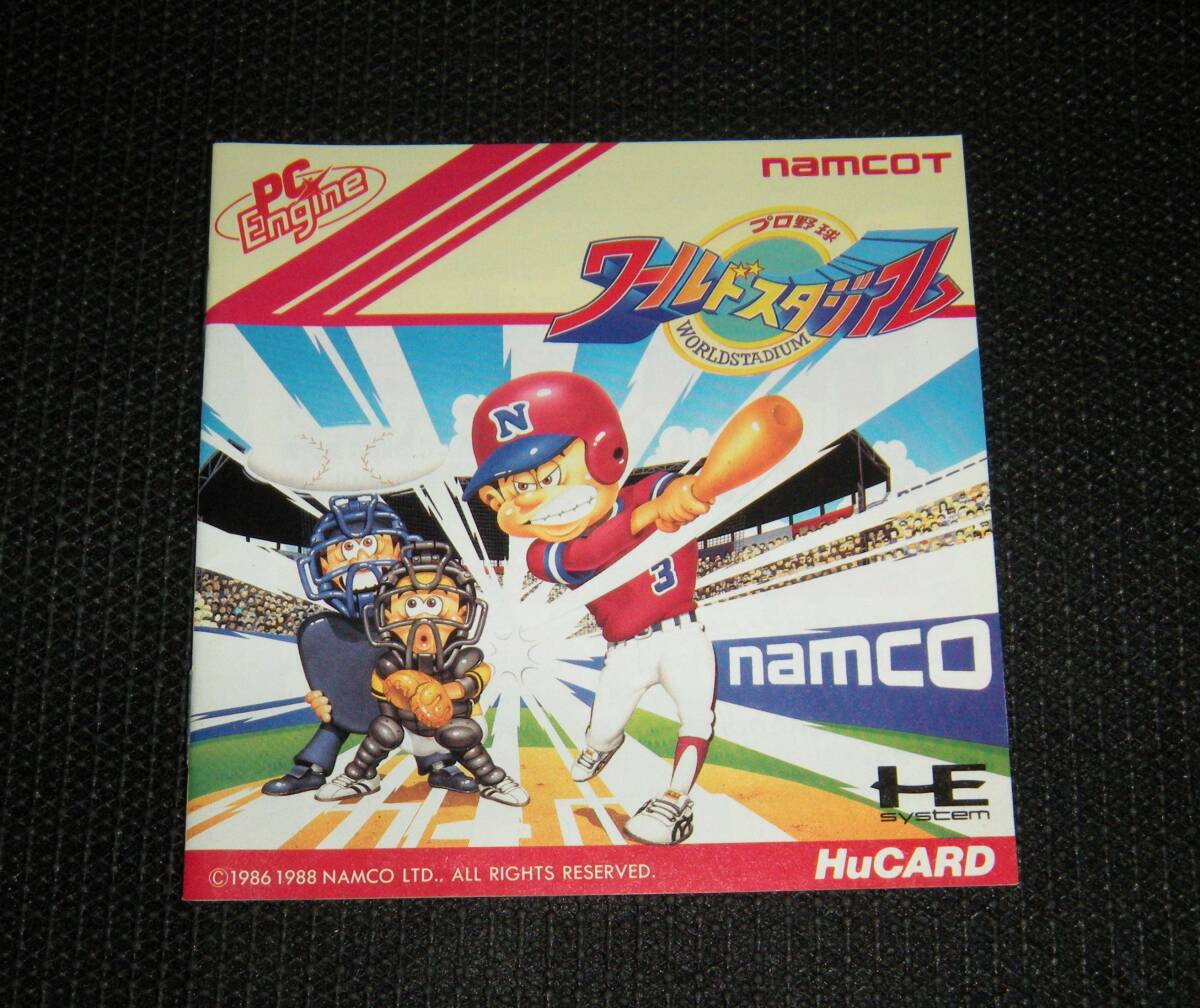 PC Engine
namcoT
プロ野球
ワールドスタジアム
WORLDSTADIUM
N
3
namco
HE
system
HuCARD
©1986 1988 NAMCO LTD.. ALL RIGHTS RESERVED.